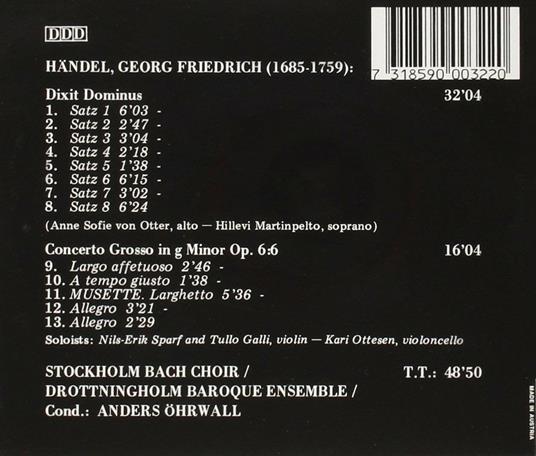 DDD
HÄNDEL, GEORG FRIEDRICH (1685-1759):
7 318590 003220
Dixit Dominus 32'04
1. Satz 1 6'03 -
2. Satz 2 2'47 -
3. Satz 3 3'04 -
4. Satz 4 2'18 -
5. Satz 5 1'38 -
6. Satz 6 6'15 -
7. Satz 7 3'02 -
8. Satz 8 6'24
(Anne Sofie von Otter, alto — Hillevi Martinpelto, soprano)
Concerto Grosso in g Minor Op. 6:6 16'04
9. Largo affetuoso 2'46 -
10. A tempo giusto 1'38 -
11. MUSETTE. Larghetto 5'36 -
12. Allegro 3'21 -
13. Allegro 2'29
Soloists: Nils-Erik Sparf and Tullo Galli, violin — Kari Ottesen, violoncello
STOCKHOLM BACH CHOIR / T.T.: 48'50
DROTTNINGHOLM BAROQUE ENSEMBLE /
Cond.: ANDERS ÖHRWALL
MADE IN AUSTRIA